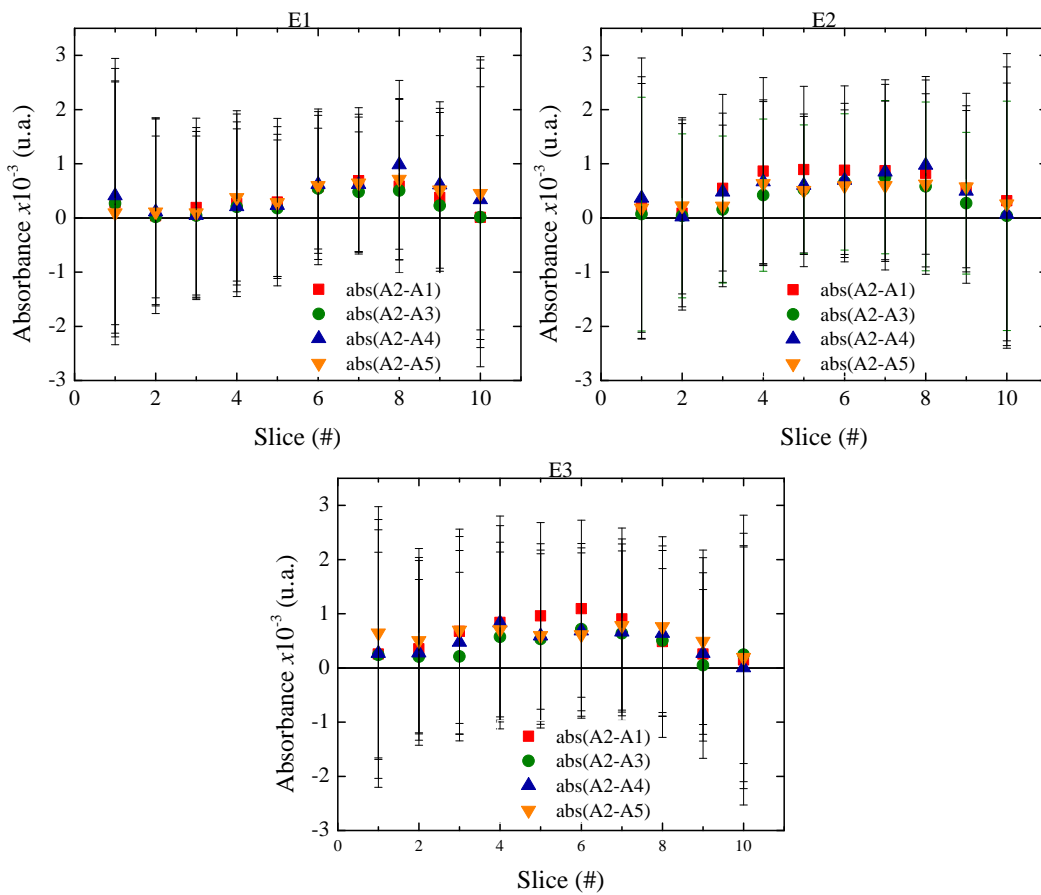 E1
3
2
1
0
-1
-2
-3
Absorbance x10⁻³ (u.a.)
abs(A2-A1)
abs(A2-A3)
abs(A2-A4)
abs(A2-A5)
0 2 4 6 8 10
Slice (#)
E2
3
2
1
0
-1
-2
-3
Absorbance x10⁻³ (u.a.)
abs(A2-A1)
abs(A2-A3)
abs(A2-A4)
abs(A2-A5)
0 2 4 6 8 10
Slice (#)
E3
3
2
1
0
-1
-2
-3
Absorbance x10⁻³ (u.a.)
abs(A2-A1)
abs(A2-A3)
abs(A2-A4)
abs(A2-A5)
0 2 4 6 8 10
Slice (#)